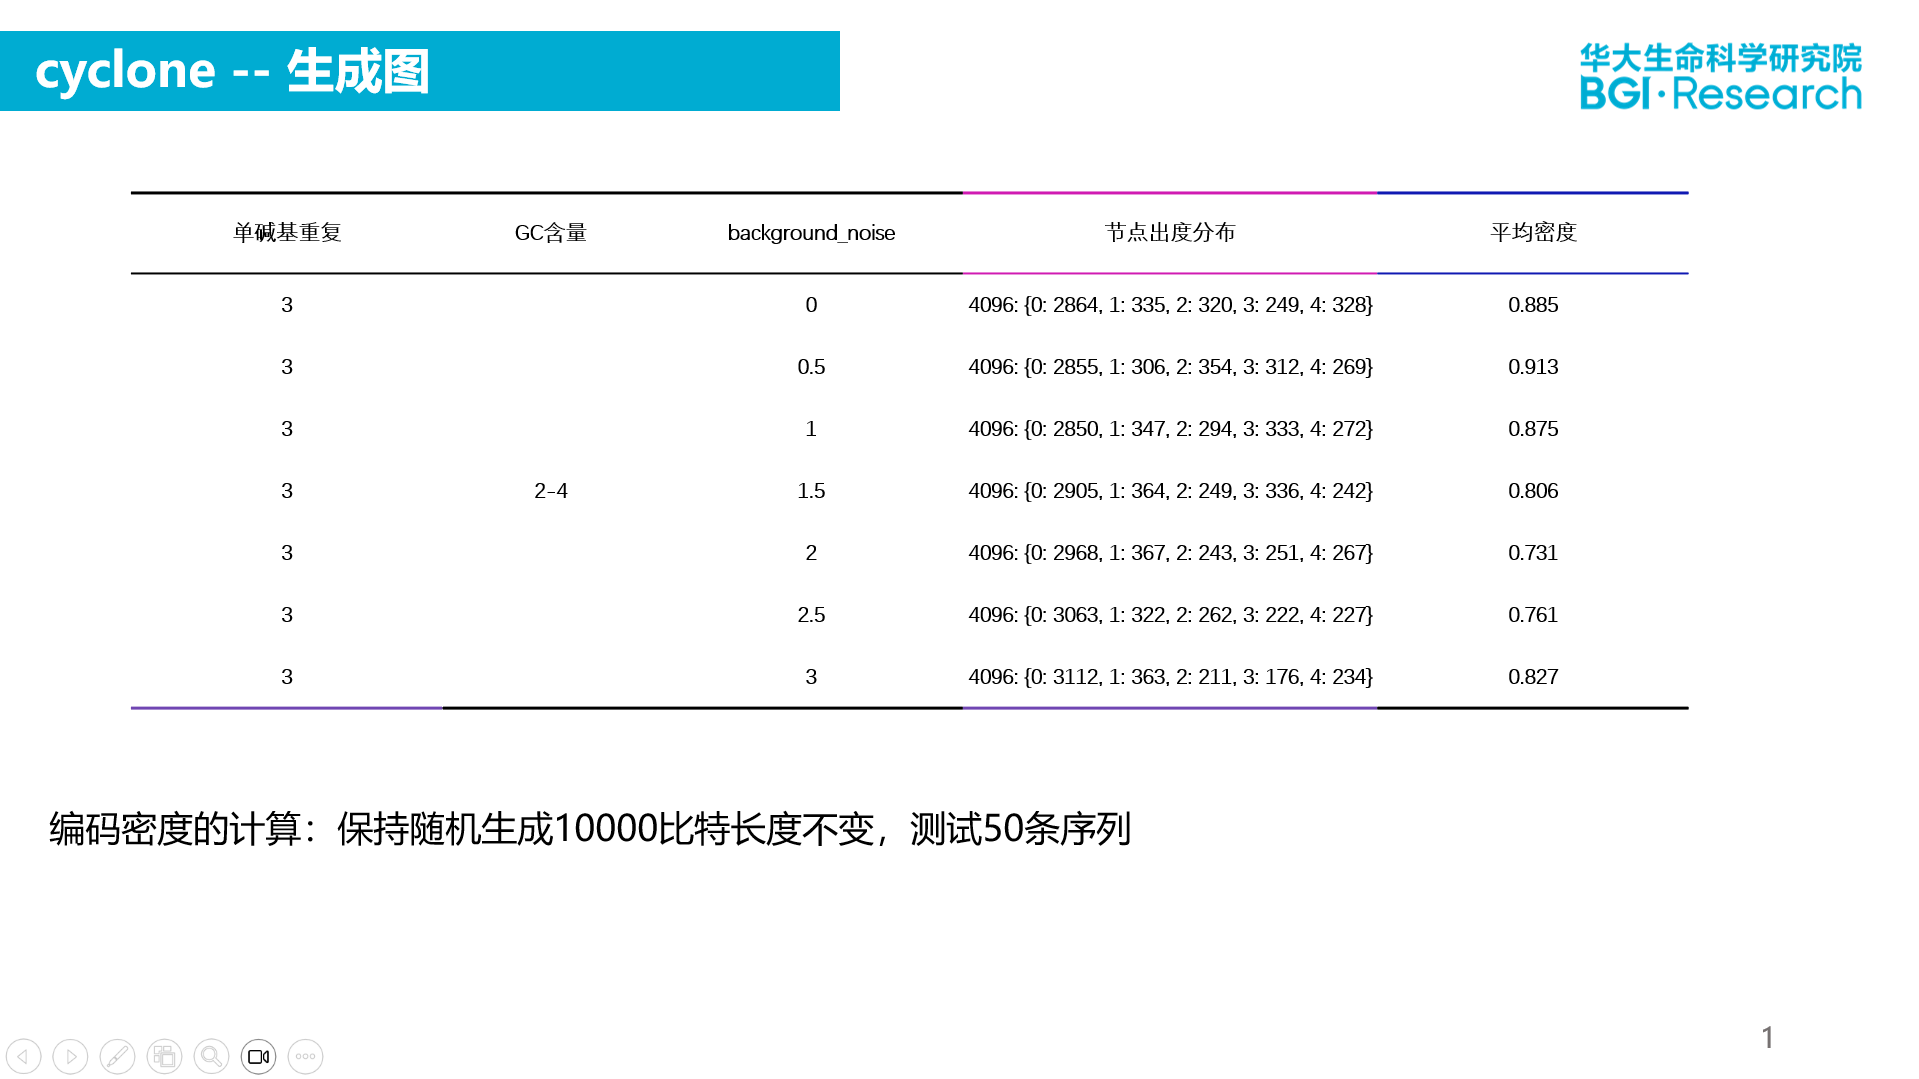 cyclone -- 生成图
华大生命科学研究院
BGI·Research
单碱基重复 GC含量 background_noise 节点出度分布 平均密度
3 0 4096: {0: 2864, 1: 335, 2: 320, 3: 249, 4: 328} 0.885
3 0.5 4096: {0: 2855, 1: 306, 2: 354, 3: 312, 4: 269} 0.913
3 1 4096: {0: 2850, 1: 347, 2: 294, 3: 333, 4: 272} 0.875
3 2-4 1.5 4096: {0: 2905, 1: 364, 2: 249, 3: 336, 4: 242} 0.806
3 2 4096: {0: 2968, 1: 367, 2: 243, 3: 251, 4: 267} 0.731
3 2.5 4096: {0: 3063, 1: 322, 2: 262, 3: 222, 4: 227} 0.761
3 3 4096: {0: 3112, 1: 363, 2: 211, 3: 176, 4: 234} 0.827
编码密度的计算：保持随机生成10000比特长度不变，测试50条序列
1